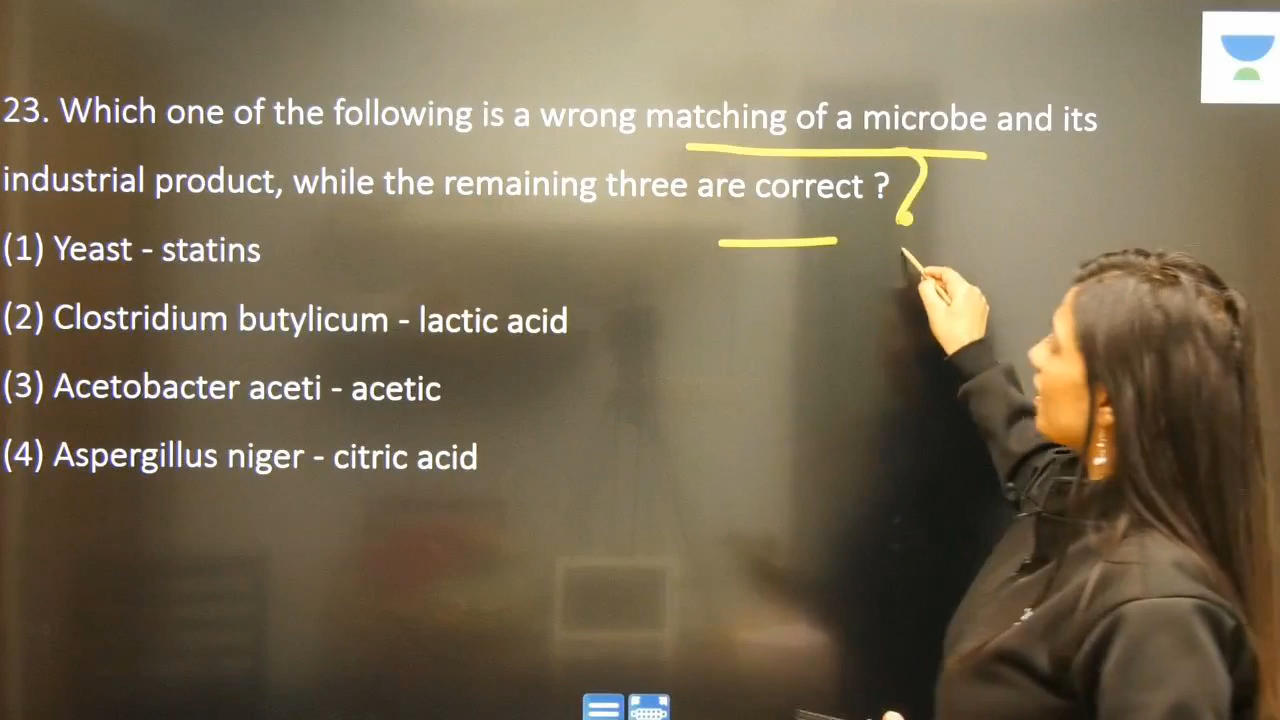 23. Which one of the following is a wrong matching of a microbe and its
industrial product, while the remaining three are correct ?
(1) Yeast - statins
(2) Clostridium butylicum - lactic acid
(3) Acetobacter aceti - acetic
(4) Aspergillus niger - citric acid